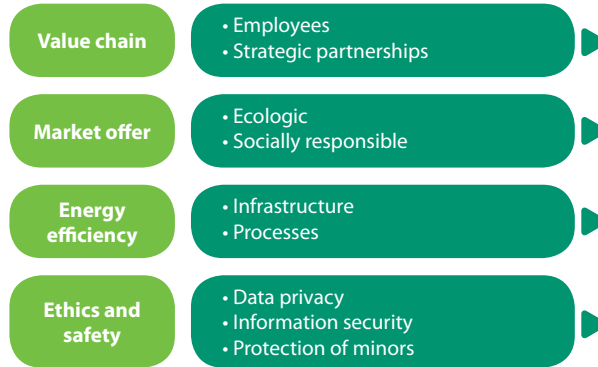 Value chain
• Employees
• Strategic partnerships
Market offer
• Ecologic
• Socially responsible
Energy
efficiency
• Infrastructure
• Processes
Ethics and
safety
• Data privacy
• Information security
• Protection of minors